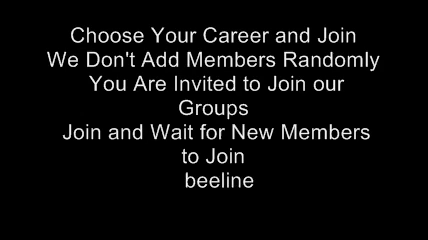 Choose Your Career and Join
We Don't Add Members Randomly
You Are Invited to Join our
Groups
Join and Wait for New Members
to Join
beeline